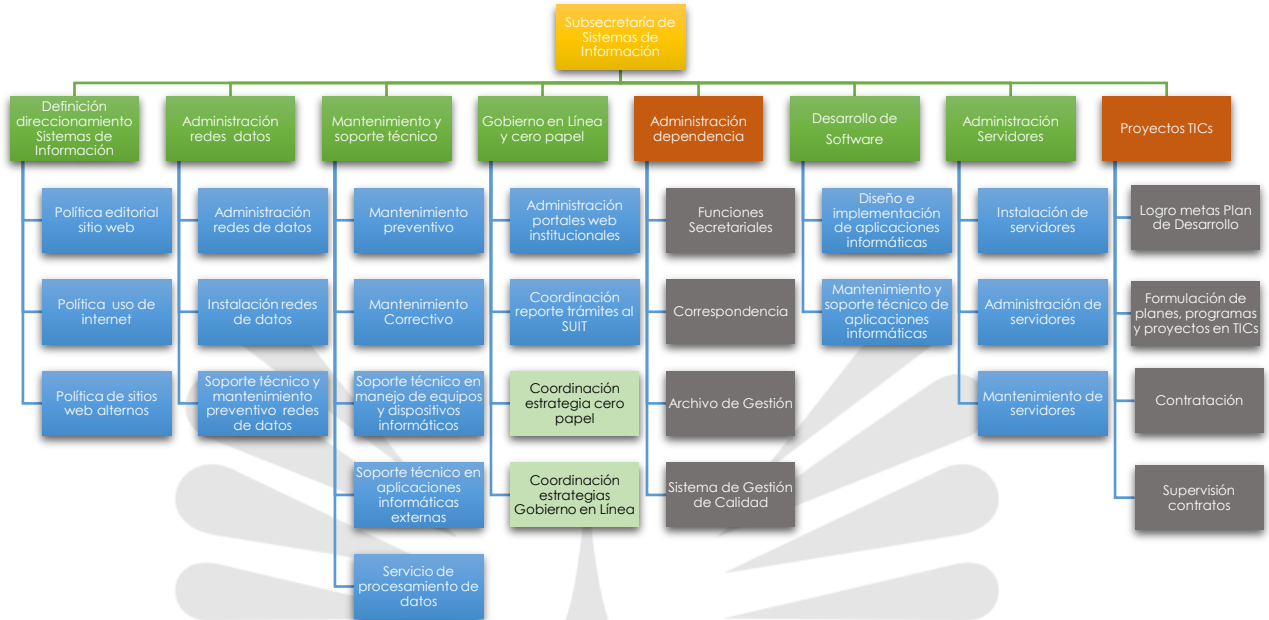 Subsecretaría de
Sistemas de
Información
Definición
direccionamiento
Sistemas de
Información
Política editorial
sitio web
Política uso de
internet
Política de sitios
web alternos
Administración
redes datos
Administración
redes de datos
Instalación redes
de datos
Soporte técnico y
mantenimiento
preventivo redes
de datos
Mantenimiento y
soporte técnico
Mantenimiento
preventivo
Mantenimiento
Correctivo
Soporte técnico en
manejo de equipos
y dispositivos
informáticos
Soporte técnico en
aplicaciones
informáticas
externas
Servicio de
procesamiento de
datos
Gobierno en Línea
y cero papel
Administración
portales web
institucionales
Coordinación
reporte trámites al
SUIT
Coordinación
estrategia cero
papel
Coordinación
estrategias
Gobierno en Línea
Administración
dependencia
Funciones
Secretariales
Correspondencia
Archivo de Gestión
Sistema de Gestión
de Calidad
Desarrollo de
Software
Diseño e
implementación
de aplicaciones
informáticas
Mantenimiento y
soporte técnico de
aplicaciones
informáticas
Administración
Servidores
Instalación de
servidores
Administración de
servidores
Mantenimiento de
servidores
Proyectos TICs
Logro metas Plan
de Desarrollo
Formulación de
planes, programas
y proyectos en TICs
Contratación
Supervisión
contratos